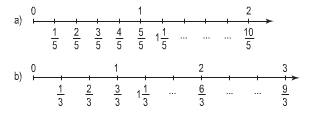 0 1 2
a)
1/5 2/5 3/5 4/5 5/5 1 1/5 ... ... ... 10/5
0 1 2 3
b)
1/3 2/3 3/3 1 1/3 ... 6/3 ... ... 9/3